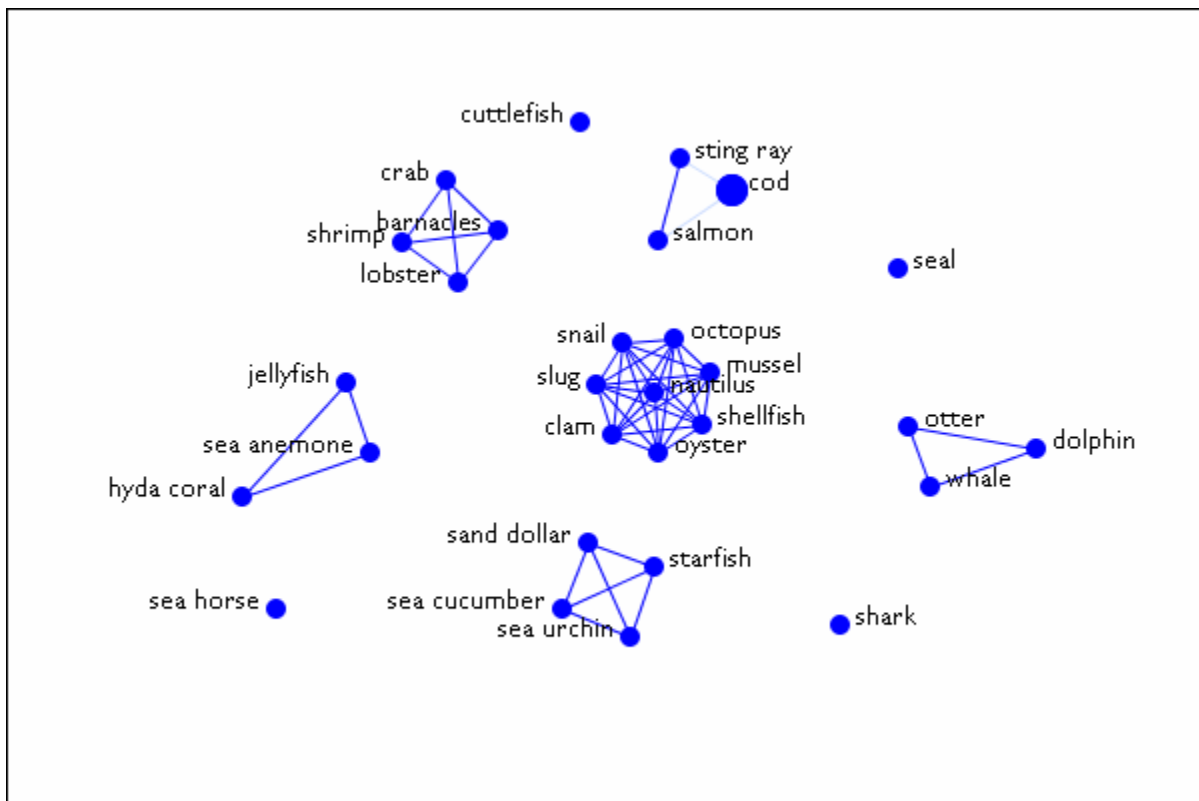 cuttlefish
sting ray
crab
cod
barnacles
shrimp
salmon
lobster
seal
snail
octopus
mussel
jellyfish
slug
nautilus
clam
shellfish
otter
sea anemone
oyster
dolphin
hyda coral
whale
sand dollar
starfish
sea horse
sea cucumber
shark
sea urchin